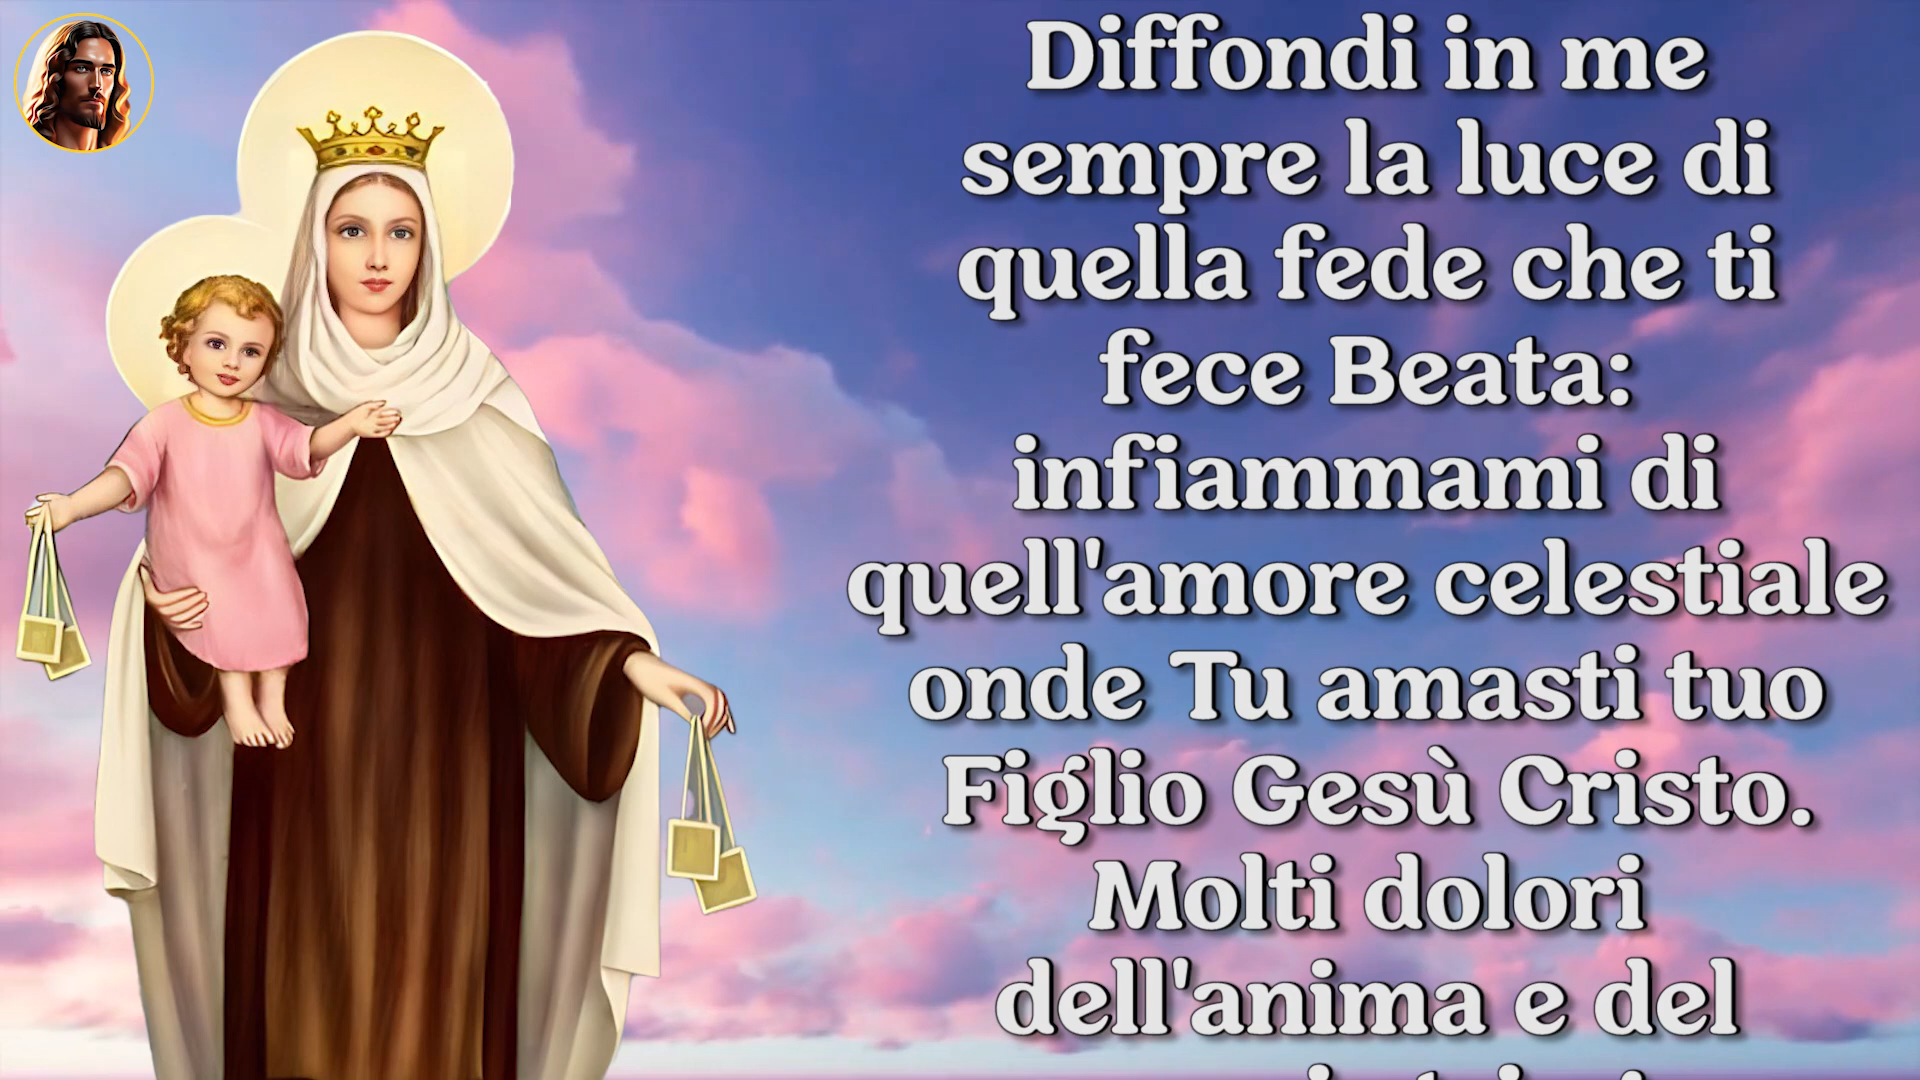 Diffondi in me
sempre la luce di
quella fede che ti
fece Beata:
infiammami di
quell'amore celestiale
onde Tu amasti tuo
Figlio Gesù Cristo.
Molti dolori
dell'anima e del